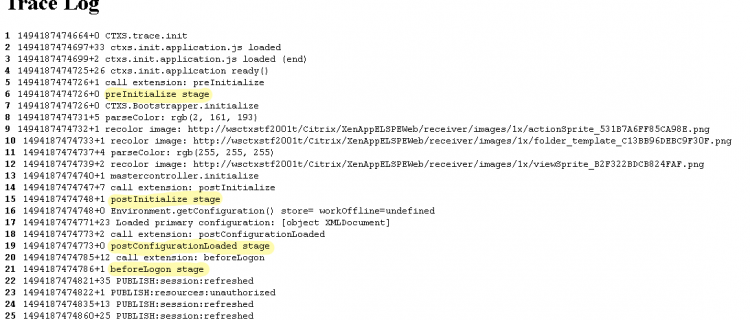 Trace Log
1 1494187474664+0 CTXS.trace.init
2 1494187474697+33 ctxs.init.application.js loaded
3 1494187474699+2 ctxs.init.application.js loaded (end)
4 1494187474725+26 ctxs.init.application ready()
5 1494187474726+1 call extension: preInitialize
6 1494187474726+0 preInitialize stage
7 1494187474726+0 CTXS.Bootstrapper.initialize
8 1494187474731+5 parseColor: rgb(2, 161, 193)
9 1494187474732+1 recolor image: http://wsctxstf2001t/Citrix/XenAppELSPEWeb/receiver/images/1x/actionSprite_531B7A6FF85CA98E.png
10 1494187474733+1 recolor image: http://wsctxstf2001t/Citrix/XenAppELSPEWeb/receiver/images/1x/folder_template_C13BB96DEBC9F30F.png
11 1494187474737+4 parseColor: rgb(255, 255, 255)
12 1494187474739+2 recolor image: http://wsctxstf2001t/Citrix/XenAppELSPEWeb/receiver/images/1x/viewSprite_B2F322BDCB824FAF.png
13 1494187474740+1 mastercontroller.initialize
14 1494187474747+7 call extension: postInitialize
15 1494187474748+1 postInitialize stage
16 1494187474748+0 Environment.getConfiguration() store= workOffline=undefined
17 1494187474771+23 Loaded primary configuration: [object XMLDocument]
18 1494187474773+2 call extension: postConfigurationLoaded
19 1494187474773+0 postConfigurationLoaded stage
20 1494187474785+12 call extension: beforeLogon
21 1494187474786+1 beforeLogon stage
22 1494187474821+35 PUBLISH:session:refreshed
23 1494187474822+1 PUBLISH:resources:unauthorized
24 1494187474835+13 PUBLISH:session:refreshed
25 1494187474860+25 PUBLISH:session:refreshed